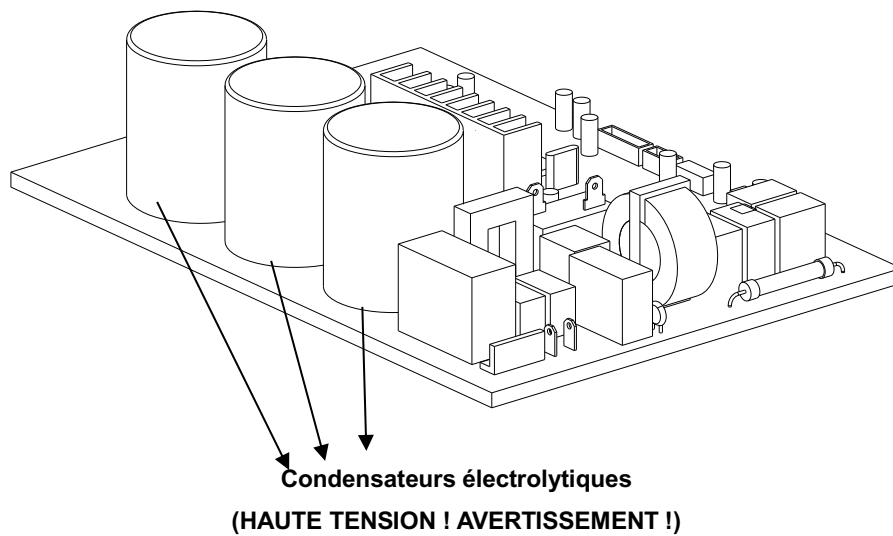 Condensateurs électrolytiques
(HAUTE TENSION ! AVERTISSEMENT !)